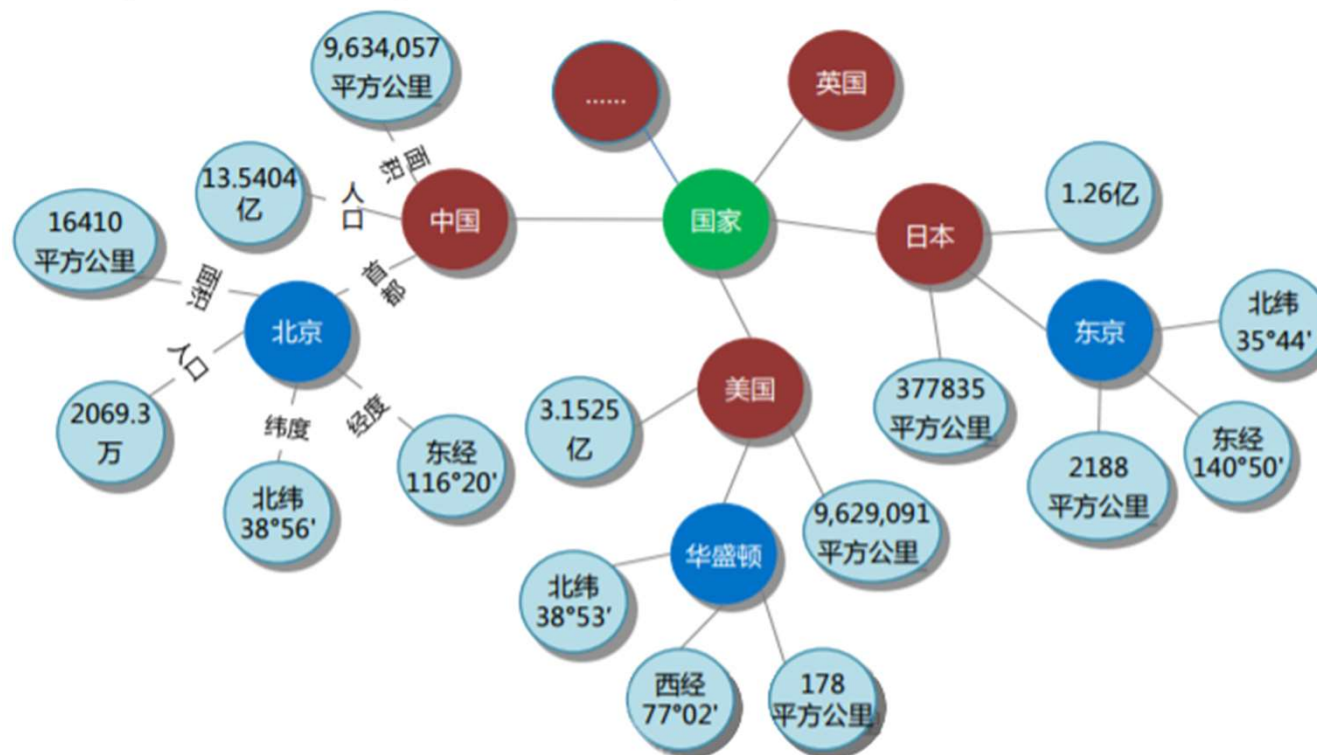 9,634,057
平方公里
......
英国
面积
13.5404
亿
人口
中国
国家
日本
1.26亿
16410
平方公里
面积
首都
北京
东京
北纬
35°44'
人口
2069.3
万
纬度
经度
北纬
38°56'
东经
116°20'
美国
3.1525
亿
377835
平方公里
2188
平方公里
东经
140°50'
9,629,091
平方公里
华盛顿
北纬
38°53'
西经
77°02'
178
平方公里